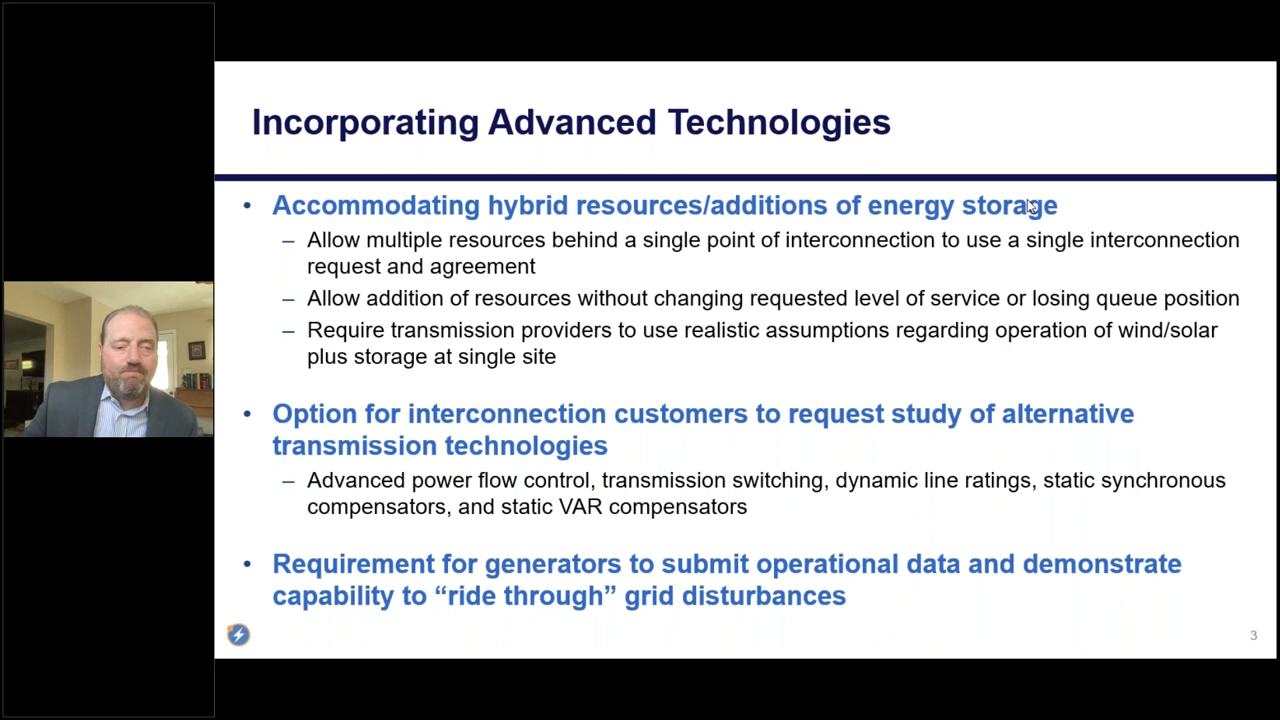 Incorporating Advanced Technologies
• Accommodating hybrid resources/additions of energy storage
– Allow multiple resources behind a single point of interconnection to use a single interconnection
request and agreement
– Allow addition of resources without changing requested level of service or losing queue position
– Require transmission providers to use realistic assumptions regarding operation of wind/solar
plus storage at single site
• Option for interconnection customers to request study of alternative
transmission technologies
– Advanced power flow control, transmission switching, dynamic line ratings, static synchronous
compensators, and static VAR compensators
• Requirement for generators to submit operational data and demonstrate
capability to “ride through” grid disturbances
3